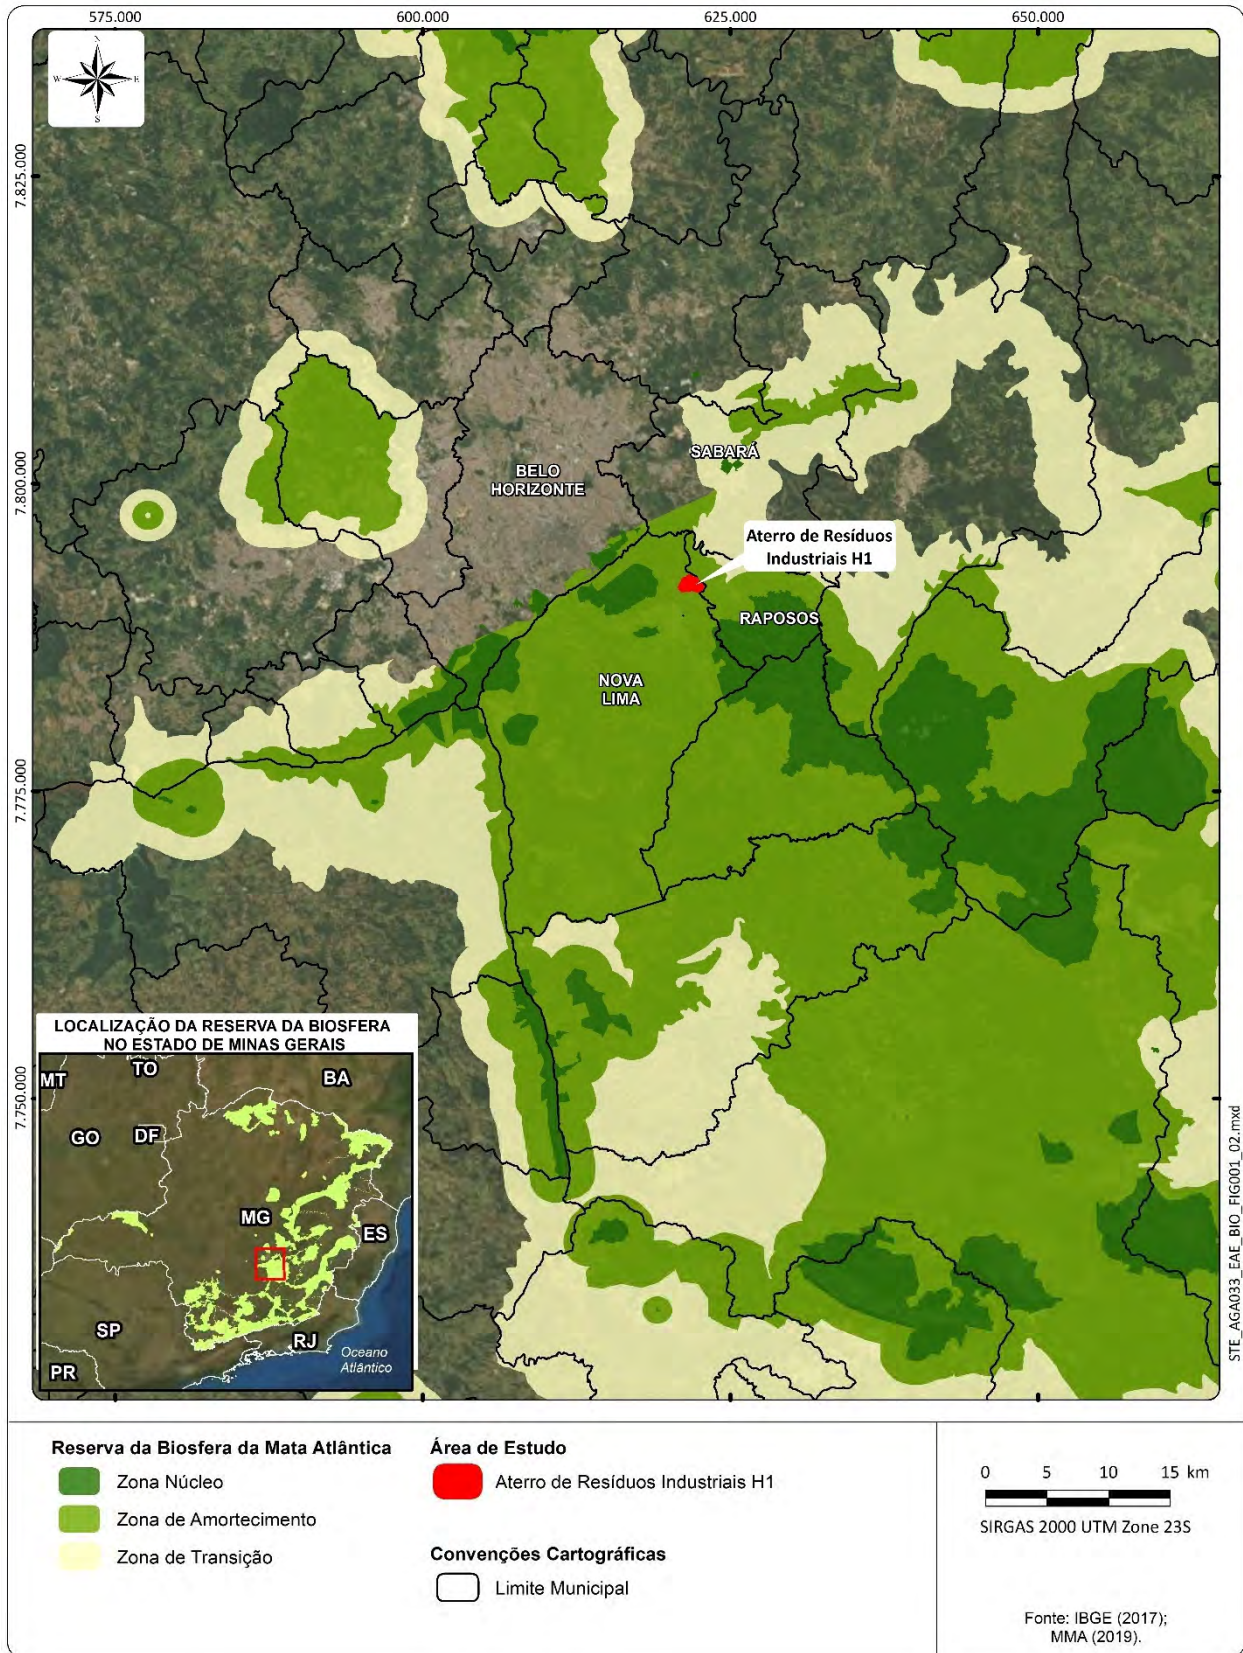 575.000
600.000
625.000
650.000
N
W
E
S
7.825.000
7.800.000
7.775.000
7.750.000
SABARÁ
BELO
HORIZONTE
Aterro de Resíduos
Industriais H1
RAPOSOS
NOVA
LIMA
LOCALIZAÇÃO DA RESERVA DA BIOSFERA
NO ESTADO DE MINAS GERAIS
MT
TO
BA
GO
DF
MG
ES
SP
RJ
PR
Oceano
Atlântico
STE_AGA033_EAE_BIO_FIG001_02.mxd
Reserva da Biosfera da Mata Atlântica
Zona Núcleo
Zona de Amortecimento
Zona de Transição
Área de Estudo
Aterro de Resíduos Industriais H1
Convenções Cartográficas
Limite Municipal
0 5 10 15 km
SIRGAS 2000 UTM Zone 23S
Fonte: IBGE (2017);
MMA (2019).